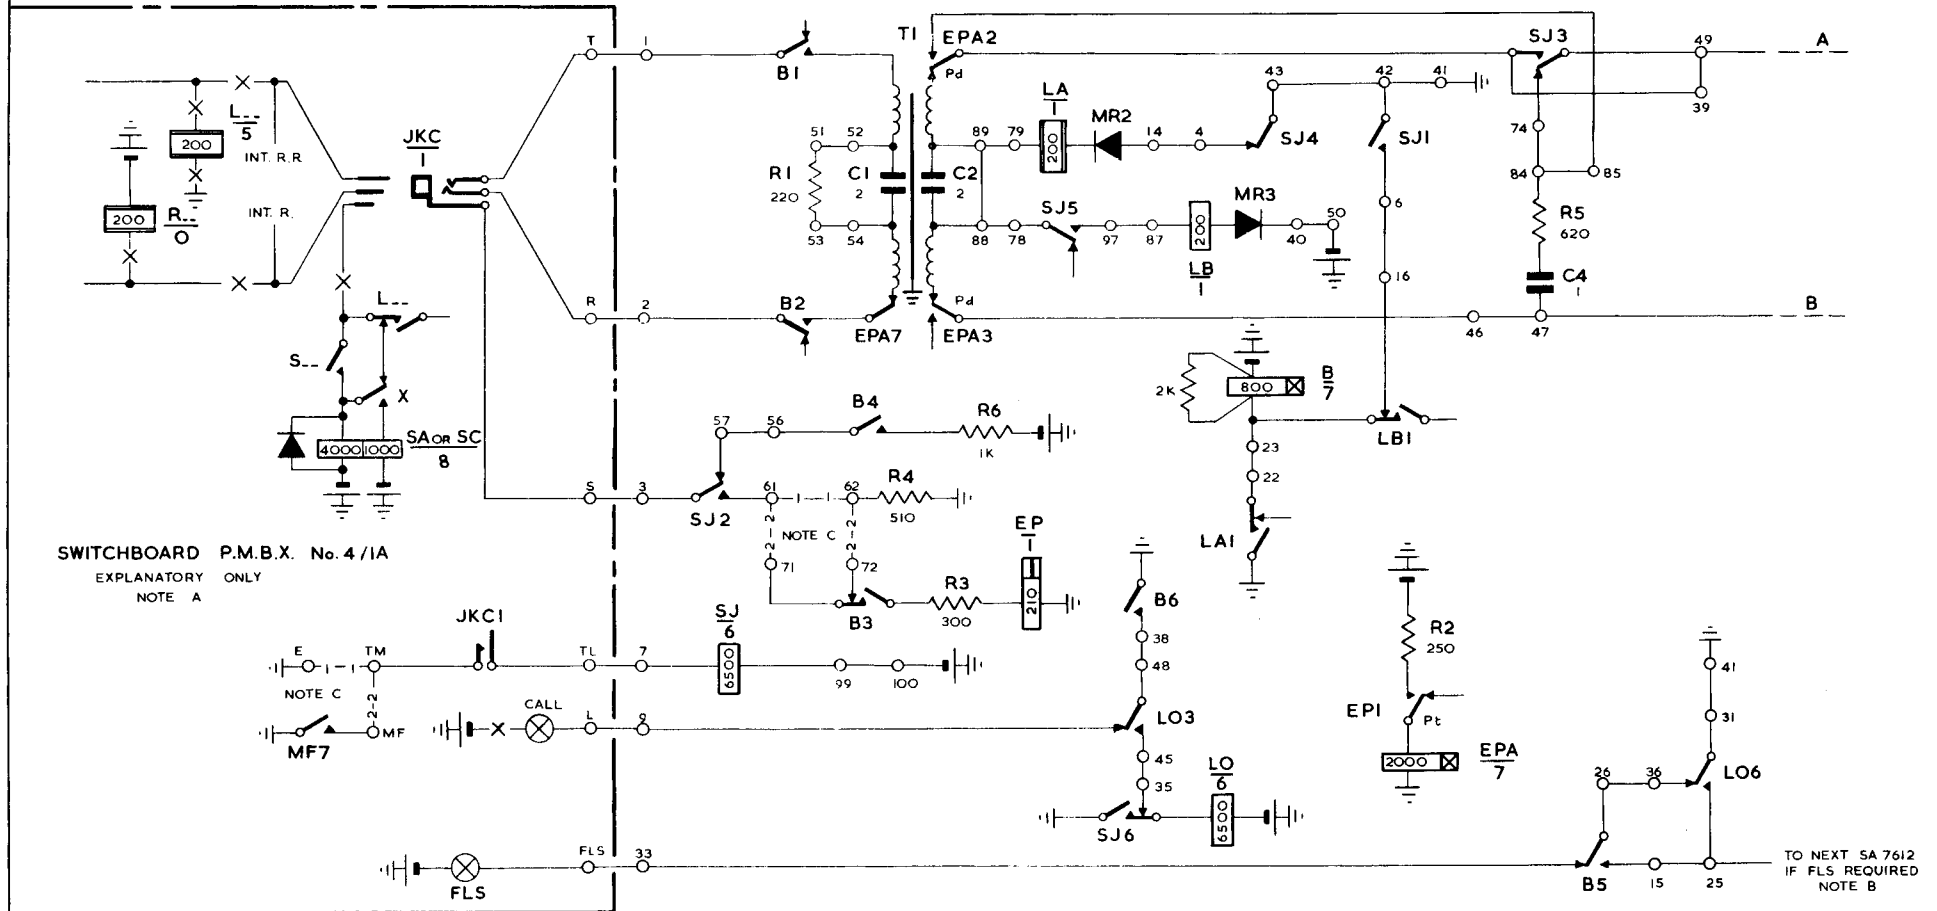 T
1
B1
T1
EPA2
Pd
SJ3
49
A
39
L--
5
200
INT. R.R.
JKC
1
51
52
R1
220
C1
2
53
54
C2
2
89
79
LA
1
200
MR2
14
4
43
SJ4
42
41
SJ1
74
84
85
R5
620
C4
1
200
R--
O
INT. R.
88
78
SJ5
97
87
200
LB
1
MR3
40
50
6
16
R
2
B2
EPA7
Pd
EPA3
46
47
B
L--
S--
X
4000
1000
SA OR SC
8
57
56
B4
R6
1K
2K
800
B
7
LB1
23
22
LA1
S
3
SJ2
61
62
R4
510
2-2
NOTE C
2-2
71
72
B3
R3
300
EP
1
210
SWITCHBOARD P.M.B.X. No. 4/1A
EXPLANATORY ONLY
NOTE A
JKC1
E
TM
TL
7
SJ
6
6500
99
100
B6
38
48
R2
250
EP1
Pt
2000
EPA
7
41
31
NOTE C
2-2
MF7
MF
CALL
L
9
LO3
45
35
SJ6
LO
6
6500
26
36
LO6
FLS
FLS
33
B5
15
25
TO NEXT SA 7612
IF FLS REQUIRED
NOTE B